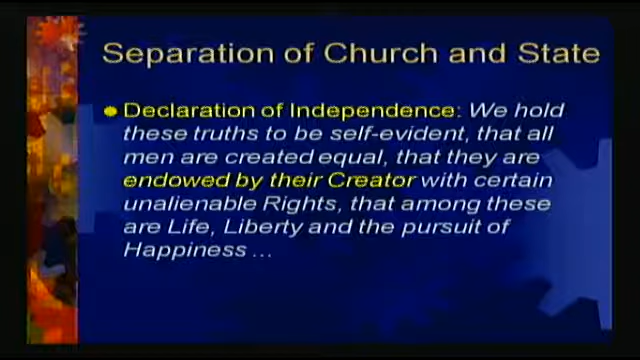 Separation of Church and State
Declaration of Independence: We hold
these truths to be self-evident, that all
men are created equal, that they are
endowed by their Creator with certain
unalienable Rights, that among these
are Life, Liberty and the pursuit of
Happiness ...